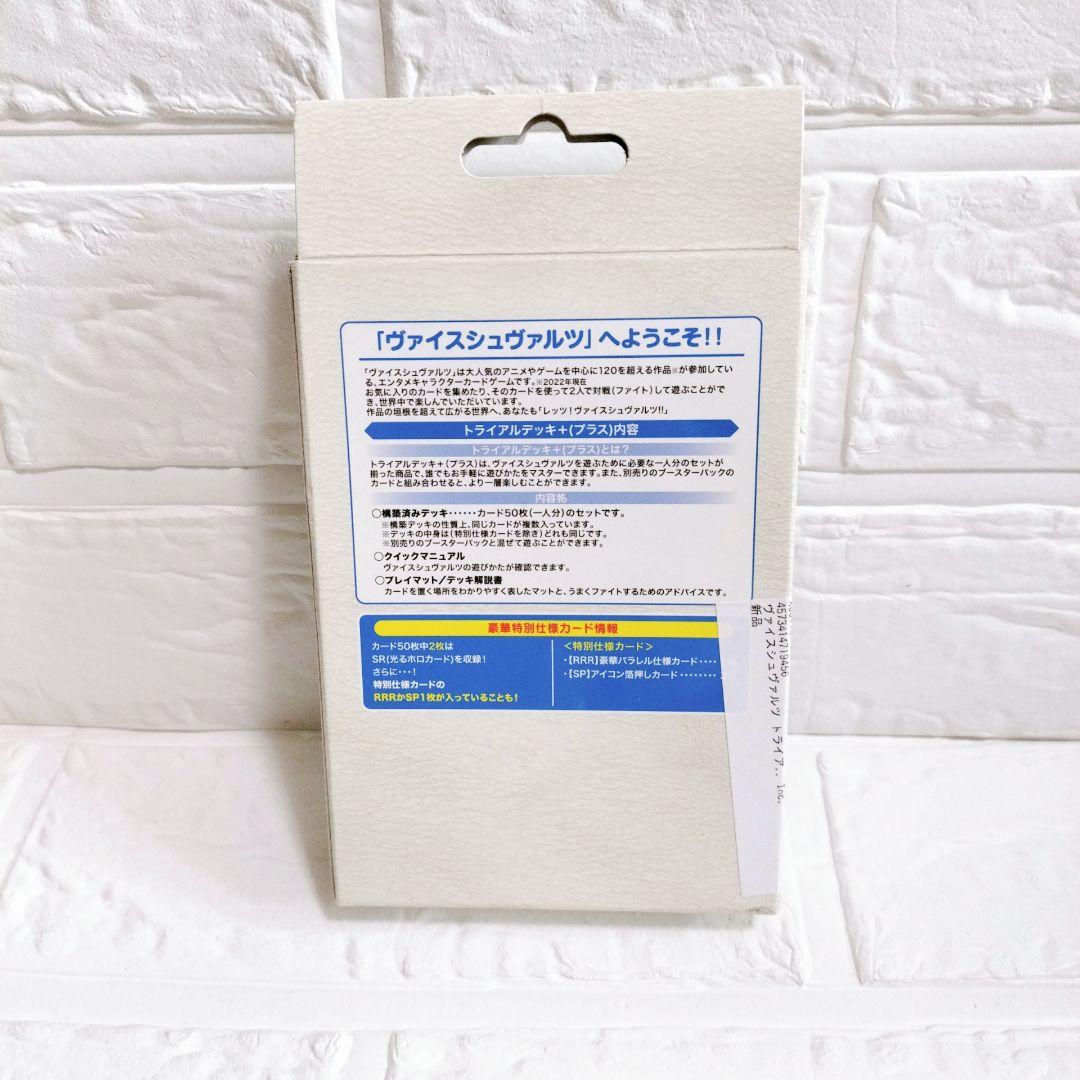 「ヴァイスシュヴァルツ」へようこそ!!
「ヴァイスシュヴァルツ」は大人気のアニメやゲームを中心に120を超える作品※が参加してい
る、エンタメキャラクターカードゲームです。※2022年現在
お気に入りのカードを集めたり、そのカードを使って2人で対戦(ファイト)して遊ぶことがで
き、世界中で楽しんでいただいています。
作品の垣根を超えて広がる世界へ、あなたも「レッツ!ヴァイスシュヴァルツ!!」
トライアルデッキ+(プラス)内容
トライアルデッキ+(プラス)とは?
トライアルデッキ+(プラス)は、ヴァイスシュヴァルツを遊ぶために必要な一人分のセットが
揃った商品で、誰でもお手軽に遊びかたをマスターできます。また、別売りのブースターパックの
カードと組み合わせると、より一層楽しむことができます。
内容物
○構築済みデッキ‥‥‥カード50枚(一人分)のセットです。
※構築デッキの性質上、同じカードが複数入っています。
※デッキの中身は(特別仕様カードを除き)どれも同じです。
※別売りのブースターパックと混ぜて遊ぶことができます。
○クイックマニュアル
ヴァイスシュヴァルツの遊びかたが確認できます。
○プレイマット/デッキ解説書
カードを置く場所をわかりやすく表したマットと、うまくファイトするためのアドバイスです。
豪華特別仕様カード情報
カード50枚中2枚は
SR(光るホロカード)を収録!
さらに・・・!
特別仕様カードの
RRRかSP1枚が入っていることも!
<特別仕様カード>
・【RRR】豪華パラレル仕様カード‥‥
・【SP】アイコン箔押しカード‥‥‥‥
4573414719456
ヴァイスシュヴァルツ トライア.. Inc.
新品